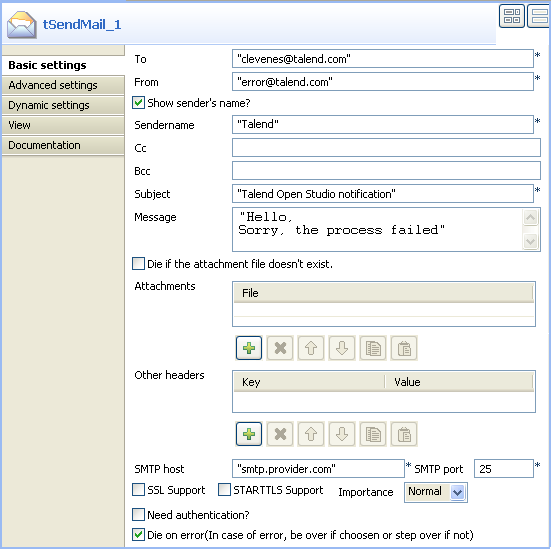 tSendMail_1
Basic settings
Advanced settings
Dynamic settings
View
Documentation
To "clevenes@talend.com" *
From "error@talend.com" *
Show sender's name?
Sendername "Talend" *
Cc
Bcc
Subject "Talend Open Studio notification" *
Message "Hello,
Sorry, the process failed"
Die if the attachment file doesn't exist.
Attachments File
Other headers Key Value
SMTP host "smtp.provider.com" * SMTP port 25 *
SSL Support STARTTLS Support Importance Normal
Need authentication?
Die on error(In case of error, be over if choosen or step over if not)